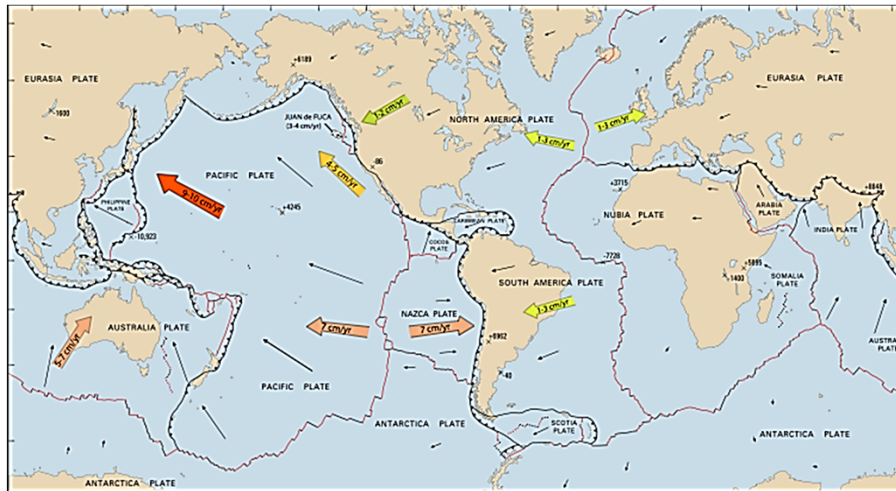 +6189
EURASIA PLATE
EURASIA PLATE
-1600
1-2 cm/yr
JUAN de FUCA
(3-4 cm/yr)
NORTH AMERICA PLATE
1-3 cm/yr
1-3 cm/yr
4-5 cm/yr
-86
PACIFIC PLATE
9-10 cm/yr
+3715
+8848
PHILIPPINE
PLATE
+4245
ARABIA
PLATE
NUBIA PLATE
CARIBBEAN PLATE
INDIA PLATE
-10,923
COCOS
PLATE
-7728
+5895
-1400
SOMALIA
PLATE
SOUTH AMERICA PLATE
1-3 cm/yr
NAZCA PLATE
AUSTRALIA PLATE
7 cm/yr
7 cm/yr
5-7 cm/yr
+6962
AUSTRA
PLATE
-40
PACIFIC PLATE
ANTARCTICA PLATE
SCOTIA
PLATE
ANTARCTICA PLATE
ANTARCTICA PLATE